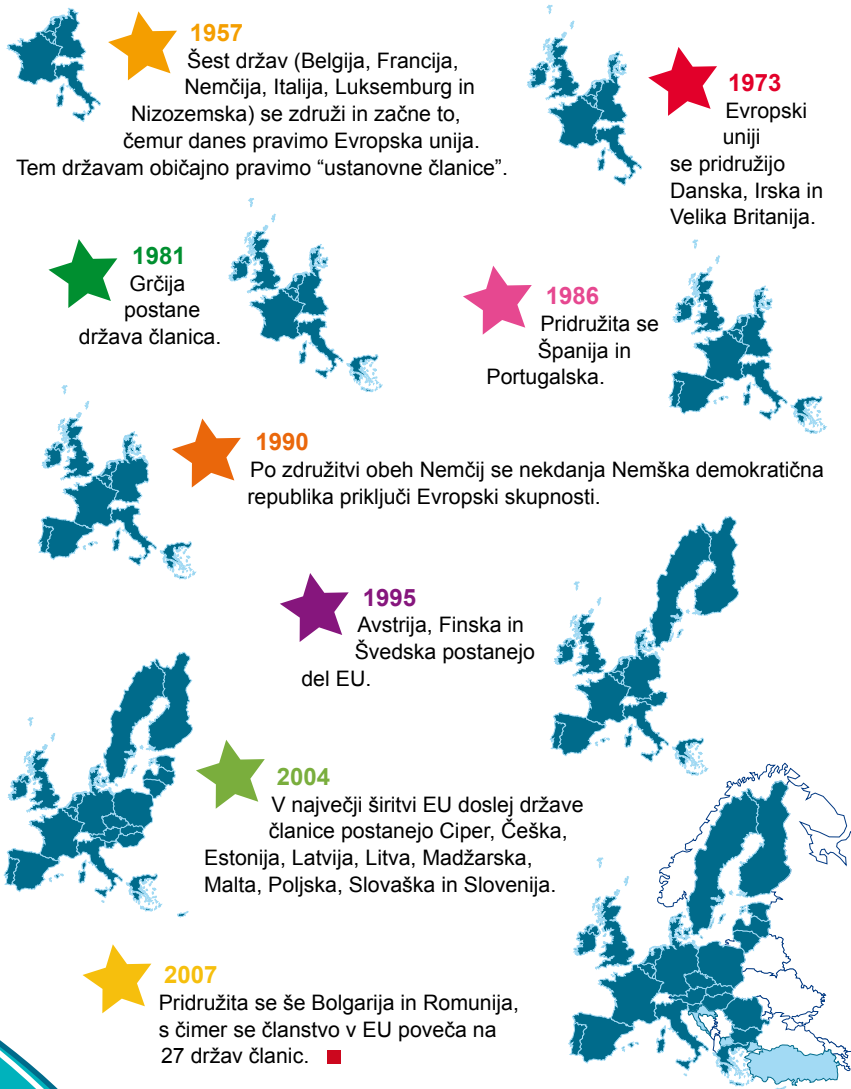 1957
Šest držav (Belgija, Francija,
Nemčija, Italija, Luksemburg in
Nizozemska) se združi in začne to,
čemur danes pravimo Evropska unija.
Tem državam običajno pravimo “ustanovne članice”.
1973
Evropski
uniji
se pridružijo
Danska, Irska in
Velika Britanija.
1981
Grčija
postane
država članica.
1986
Pridružita se
Španija in
Portugalska.
1990
Po združitvi obeh Nemčij se nekdanja Nemška demokratična
republika priključi Evropski skupnosti.
1995
Avstrija, Finska in
Švedska postanejo
del EU.
2004
V največji širitvi EU doslej države
članice postanejo Ciper, Češka,
Estonija, Latvija, Litva, Madžarska,
Malta, Poljska, Slovaška in Slovenija.
2007
Pridružita se še Bolgarija in Romunija,
s čimer se članstvo v EU poveča na
27 držav članic.